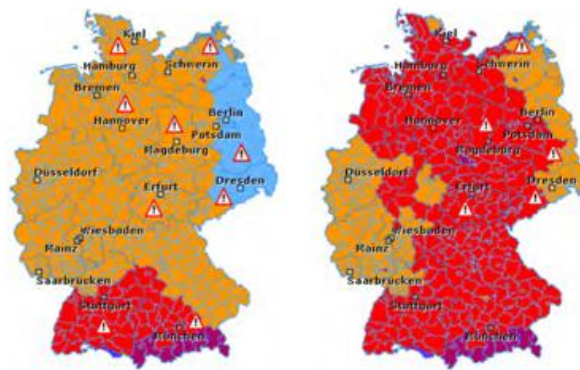 Kiel
Schwerin
Hamburg
Bremen
Berlin
Hannover
Potsdam
Magdeburg
Düsseldorf
Erfurt
Dresden
Wiesbaden
Mainz
Saarbrücken
Stuttgart
München
Kiel
Schwerin
Hamburg
Bremen
Berlin
Hannover
Potsdam
Magdeburg
Düsseldorf
Erfurt
Dresden
Wiesbaden
Mainz
Saarbrücken
Stuttgart
München